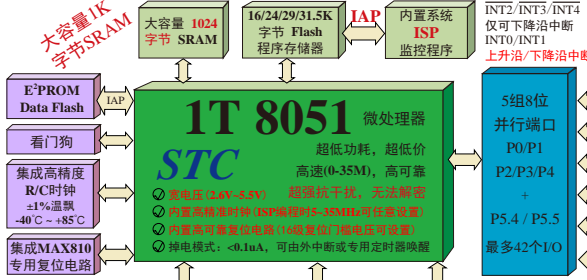 大容量1K
字节SRAM
大容量 1024
字节 SRAM
16/24/29/31.5K
字节 Flash
程序存储器
IAP
内置系统
ISP
监控程序
INT2/INT3/INT4
仅可下降沿中断
INT0/INT1
上升沿/下降沿中断
E²PROM
Data Flash
IAP
看门狗
集成高精度
R/C时钟
±1%温飘
-40℃ ~ +85℃
集成MAX810
专用复位电路
1T 8051 微处理器
STC
超低功耗，超低价
高速(0-35M)，高可靠
超强抗干扰，无法解密
宽电压(2.6V~5.5V)
内置高精准时钟(ISP编程时5~35MHz可任意设置)
内置高可靠复位电路(16级复位门槛电压可设置)
掉电模式：<0.1uA，可由外中断或专用定时器唤醒
5组8位
并行端口
P0/P1
P2/P3/P4
+
P5.4 / P5.5
最多42个I/O